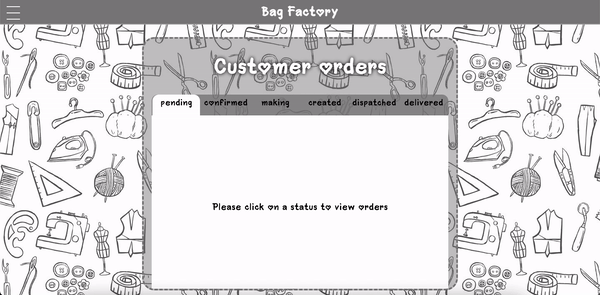 Bag Factory
Customer orders
pending confirmed making created dispatched delivered
Please click on a status to view orders